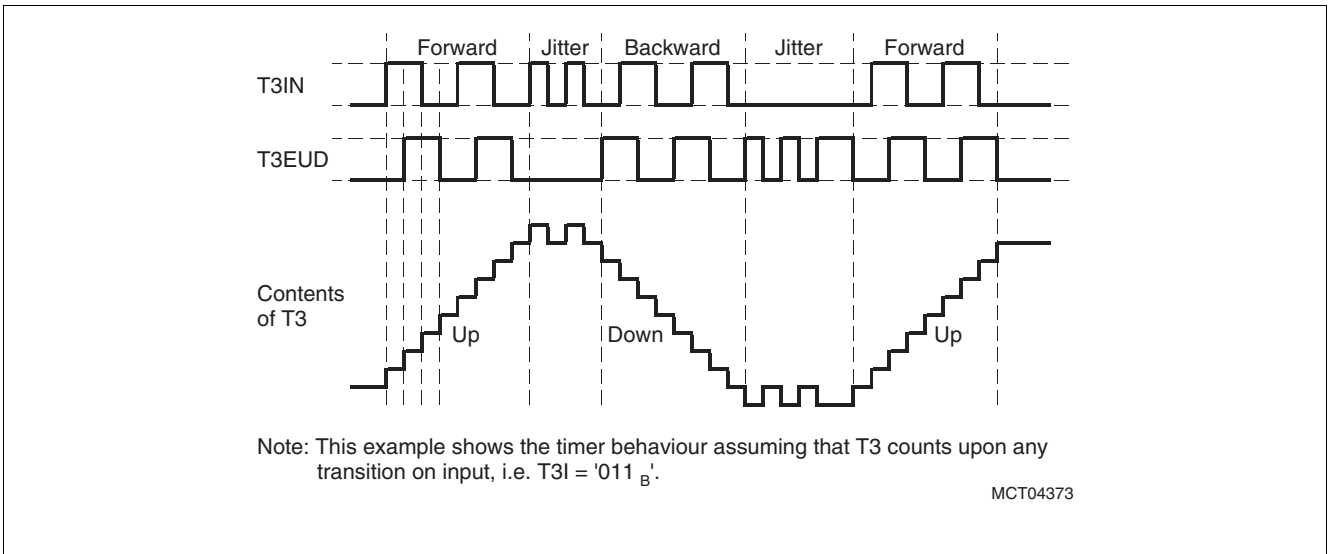 Forward Jitter Backward Jitter Forward
T3IN
T3EUD
Contents
of T3
Up Down Up
Note: This example shows the timer behaviour assuming that T3 counts upon any
transition on input, i.e. T3I = '011 B'.
MCT04373